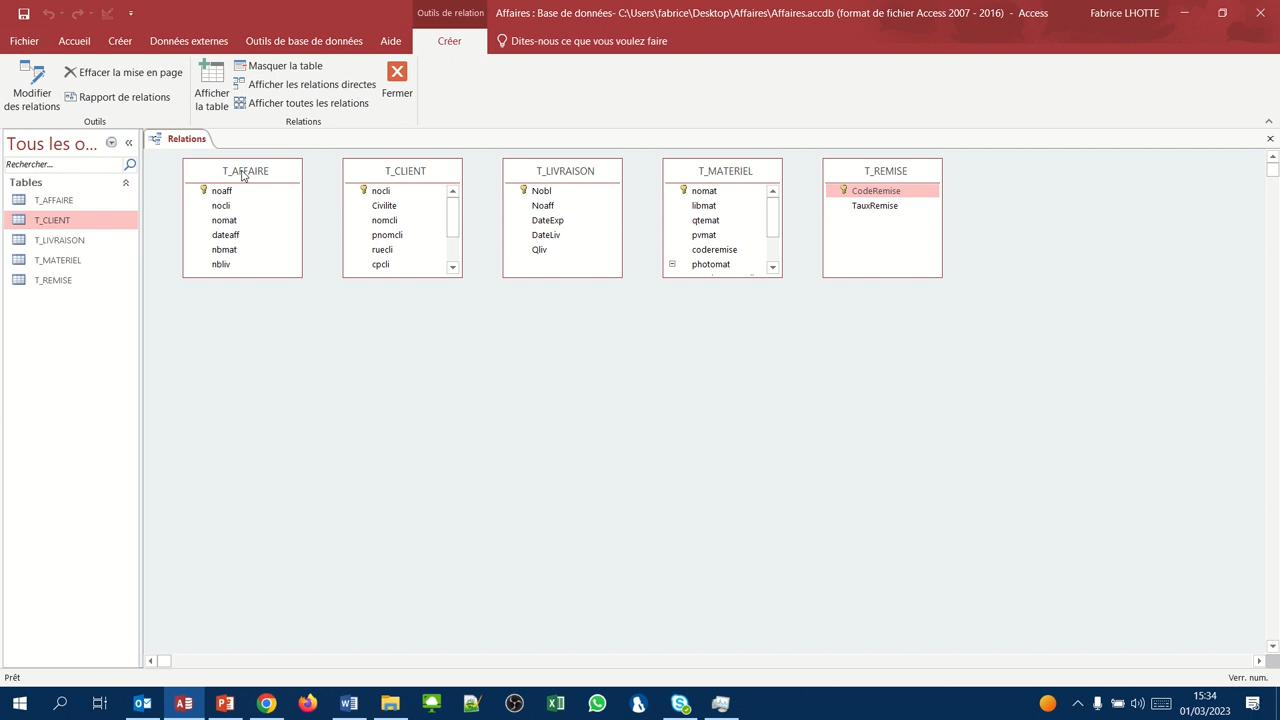 Outils de relation
Affaires : Base de données- C:\Users\fabrice\Desktop\Affaires\Affaires.accdb (format de fichier Access 2007 - 2016) - Access
Fabrice LHOTTE
Fichier
Accueil
Créer
Données externes
Outils de base de données
Aide
Créer
Dites-nous ce que vous voulez faire
Modifier
des relations
Effacer la mise en page
Rapport de relations
Outils
Afficher
la table
Masquer la table
Afficher les relations directes
Afficher toutes les relations
Fermer
Relations
Tous les o...
Rechercher...
Tables
T_AFFAIRE
T_CLIENT
T_LIVRAISON
T_MATERIEL
T_REMISE
Relations
T_AFFAIRE
noaff
nocli
nomat
dateaff
nbmat
nbliv
T_CLIENT
nocli
Civilite
nomcli
pnomcli
ruecli
cpcli
T_LIVRAISON
Nobl
Noaff
DateExp
DateLiv
Qliv
T_MATERIEL
nomat
libmat
qtemat
pvmat
coderemise
photomat
T_REMISE
CodeRemise
TauxRemise
Prêt
Verr. num.
15:34
01/03/2023